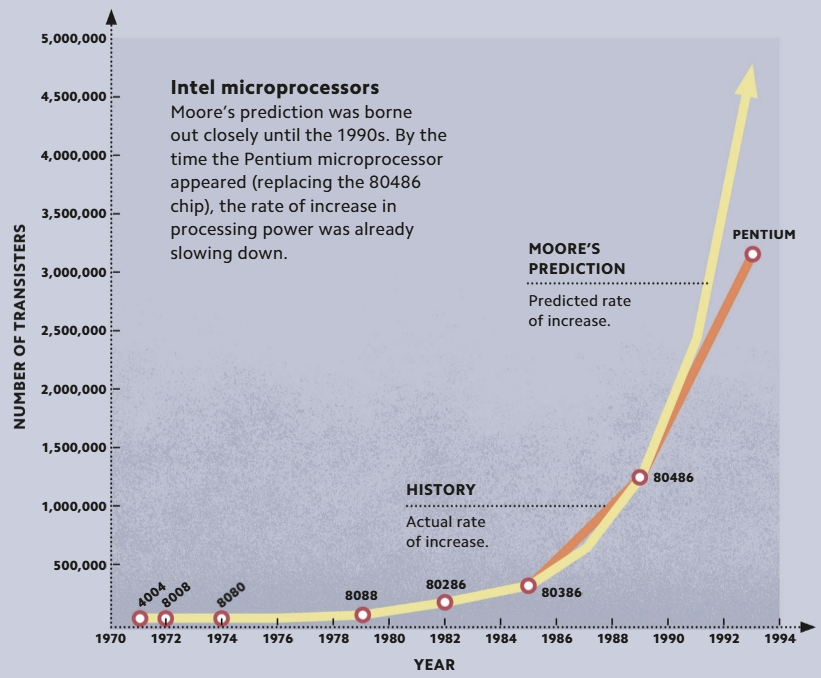 5,000,000
4,500,000
4,000,000
3,500,000
3,000,000
2,500,000
2,000,000
1,500,000
1,000,000
500,000
NUMBER OF TRANSISTERS
Intel microprocessors
Moore’s prediction was borne
out closely until the 1990s. By the
time the Pentium microprocessor
appeared (replacing the 80486
chip), the rate of increase in
processing power was already
slowing down.
PENTIUM
MOORE’S
PREDICTION
Predicted rate
of increase.
HISTORY
Actual rate
of increase.
80486
4004
8008
8080
8088
80286
80386
1970 1972 1974 1976 1978 1980 1982 1984 1986 1988 1990 1992 1994
YEAR